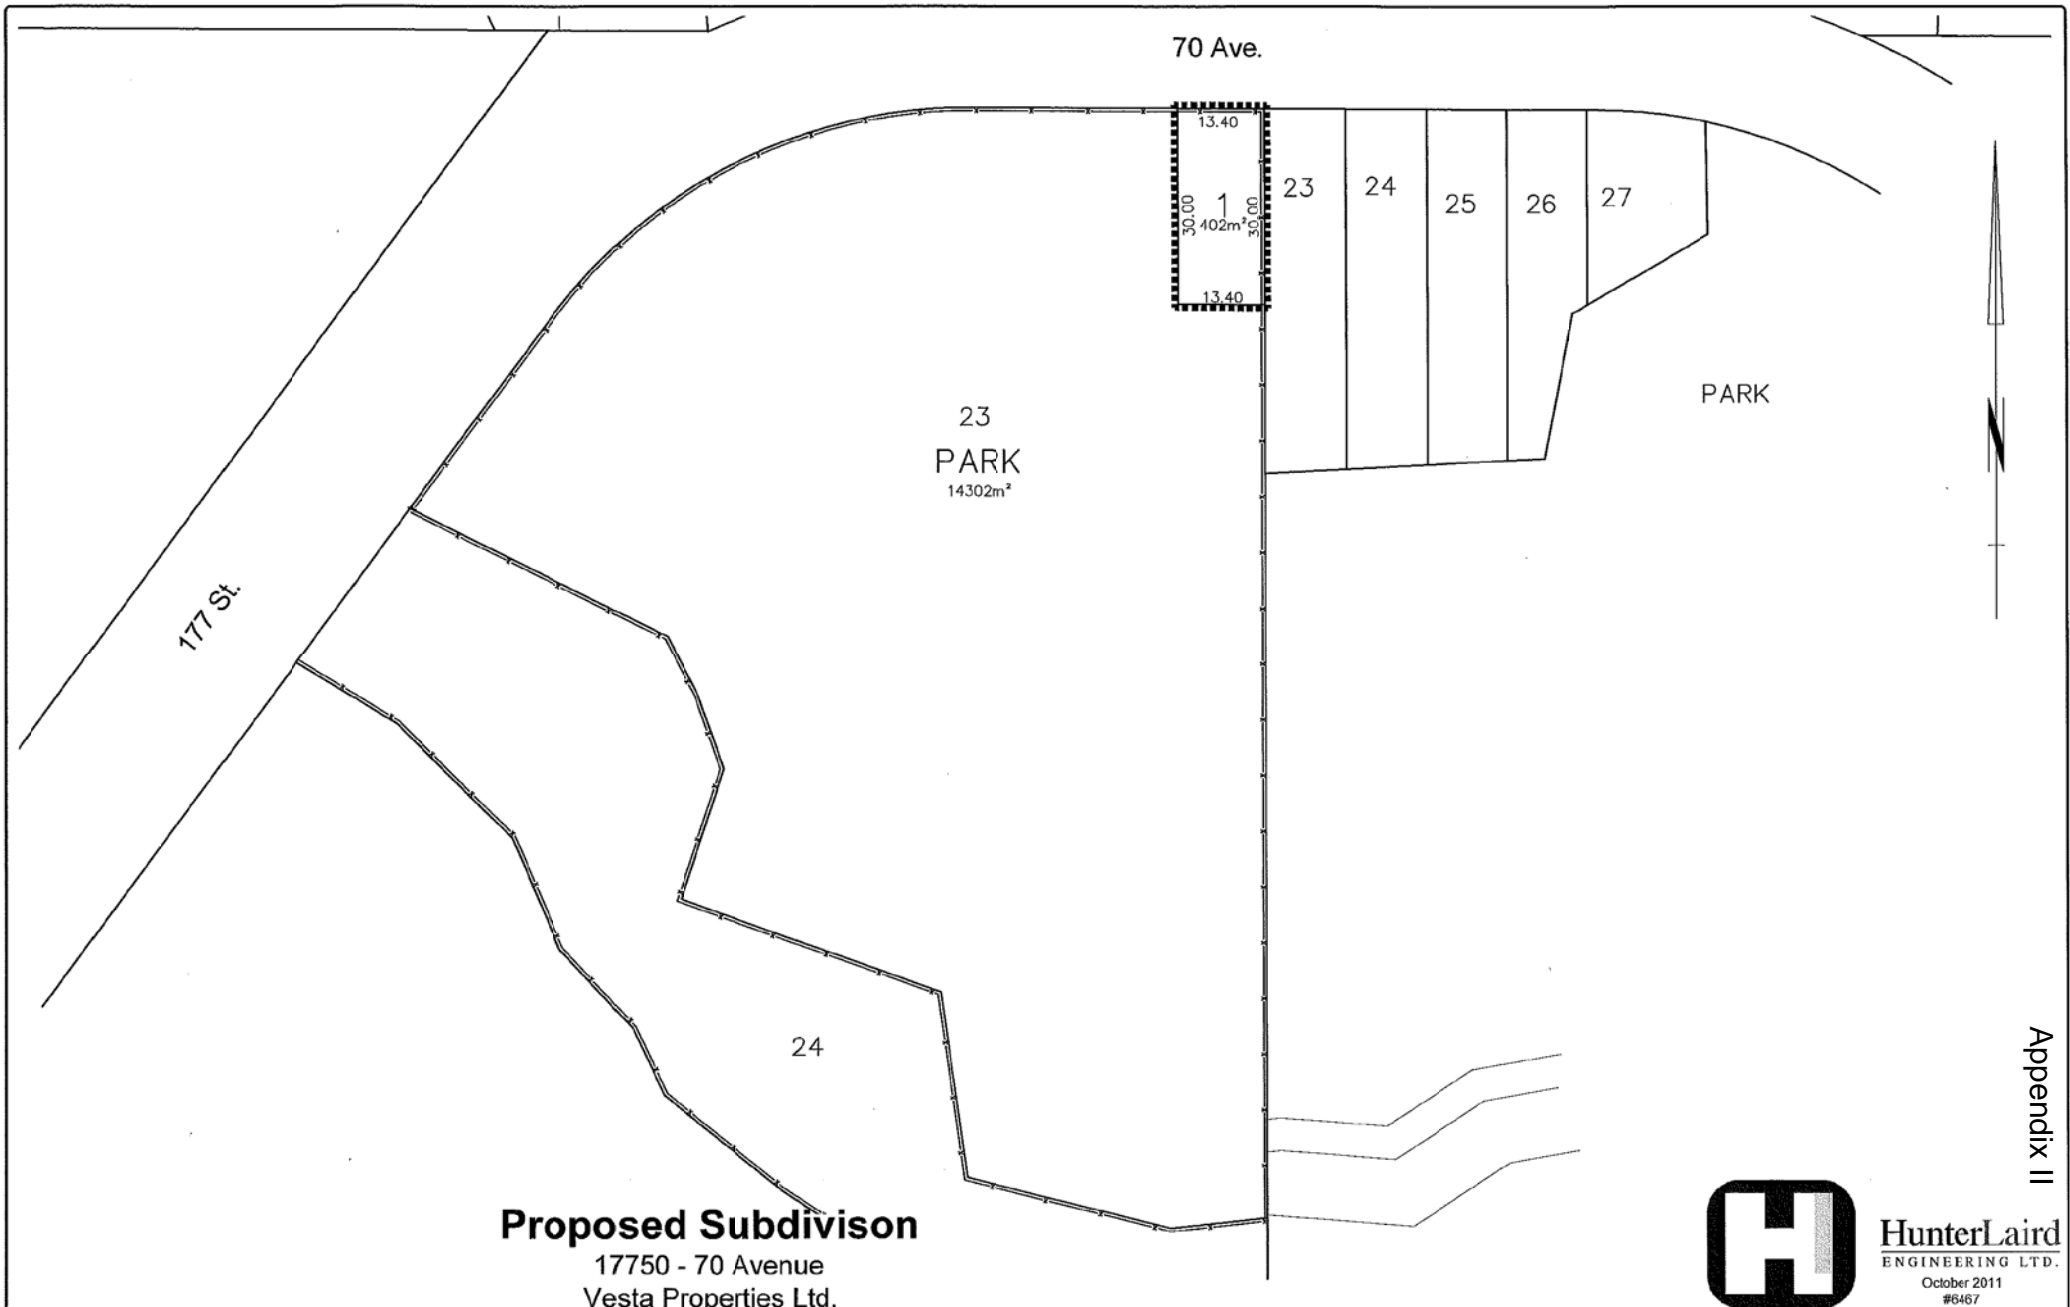 70 Ave.
13.40
30.00
1
402m²
30.00
13.40
23
24
25
26
27
PARK
23
PARK
14302m²
N
177 St.
24
Appendix II
Proposed Subdivison
17750 - 70 Avenue
Vesta Properties Ltd.
H
HunterLaird
ENGINEERING LTD.
October 2011
#6467